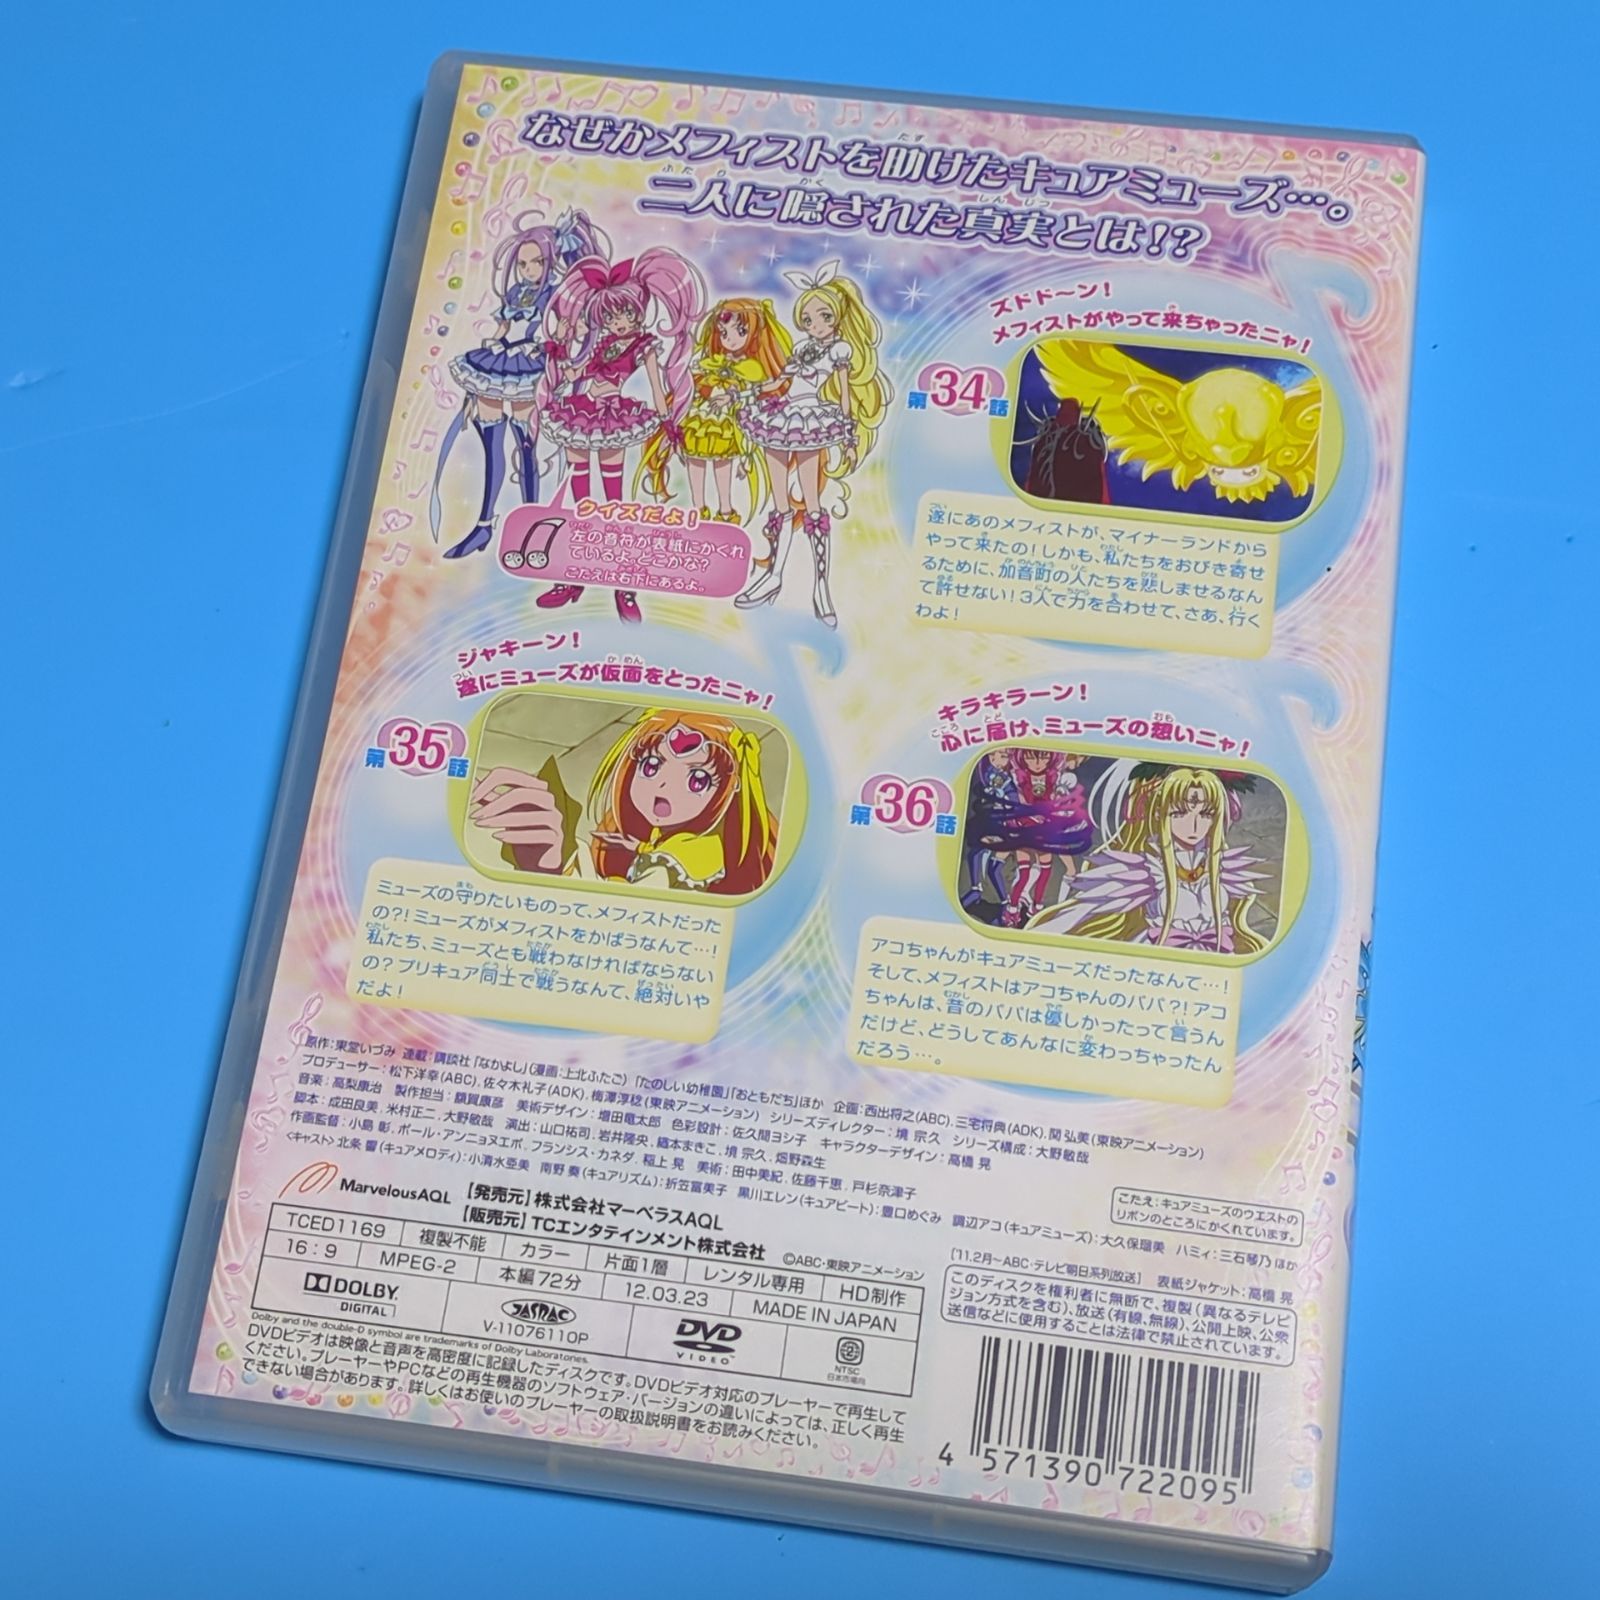 なぜかメフィストを助けたキュアミューズ…。
二人に隠された真実とは!?
ズドドーン!
メフィストがやって来ちゃったニャ!
第34話
遂にあのメフィストが、マイナーランドから
やって来たの!しかも、私たちをおびき寄せ
るために、加音町の人たちを悲しませるなん
て許せない!3人で力を合わせて、さあ、行く
わよ!
クイズだよ!
左の音符が表紙にかくれ
ているよ。どこかな?
こたえは右下にあるよ。
ジャキーン!
遂にミューズが仮面をとったニャ!
第35話
ミューズの守りたいものって、メフィストだった
の?!ミューズがメフィストをかばうなんて…!
私たち、ミューズとも戦わなければならない
の?プリキュア同士で戦うなんて、絶対いや
だよ!
キラキラーン!
心に届け、ミューズの想いニャ!
第36話
アコちゃんがキュアミューズだったなんて…!
そして、メフィストはアコちゃんのパパ?!アコ
ちゃんは、昔のパパは優しかったって言うん
だけど、どうしてあんなに変わっちゃったん
だろう…。
原作:東堂いづみ 連載:講談社「なかよし」(漫画:上北ふたご)「たのしい幼稚園」「おともだち」ほか 企画:西出将之(ABC).三宅将典(ADK).関 弘美(東映アニメーション)
プロデューサー:松下洋幸(ABC).佐々木礼子(ADK).梅澤淳稔(東映アニメーション) シリーズディレクター:境 宗久 シリーズ構成:大野敏哉
音楽:高梨康治 製作担当:額賀康彦 美術デザイン:増田竜太郎 色彩設計:佐久間ヨシ子 キャラクターデザイン:高橋 晃
脚本:成田良美.米村正二.大野敏哉 演出:山口祐司.岩井隆央.織本まきこ.境 宗久.畑野森生
作画監督:小島 彰.ポール・アンニョヌエボ.フランシス・カネダ.稲上 晃 美術:田中美紀.佐藤千恵.戸杉奈津子
〈キャスト〉北条 響(キュアメロディ):小清水亜美 南野 奏(キュアリズム):折笠富美子 黒川エレン(キュアビート):豊口めぐみ 調辺アコ(キュアミューズ):大久保瑠美 ハミィ:三石琴乃 ほか
こたえ:キュアミューズのウエストの
リボンのところにかくれています。
MarvelousAQL
【発売元】株式会社マーベラスAQL
【販売元】TCエンタテインメント株式会社
©ABC・東映アニメーション
['11.2月〜ABC・テレビ朝日系列放送] 表紙ジャケット:高橋 晃
TCED1169 複製不能 カラー 片面1層 レンタル専用 HD制作
16:9 MPEG-2 本編72分 12.03.23 MADE IN JAPAN
DOLBY
DIGITAL
JASRAC
V-11076110P
DVD
VIDEO
2
NTSC
日本市場向
このディスクを権利者に無断で、複製(異なるテレビ
ジョン方式を含む)、放送(有線、無線)、公開上映、公衆
送信などに使用することは法律で禁止されています。
Dolby and the double-D symbol are trademarks of Dolby Laboratories.
DVDビデオは映像と音声を高密度に記録したディスクです。DVDビデオ対応のプレーヤーで再生して
ください。プレーヤーやPCなどの再生機器のソフトウェア・バージョンの違いによっては、正しく再生
できない場合があります。詳しくはお使いのプレーヤーの取扱説明書をお読みください。
4 571390 722095